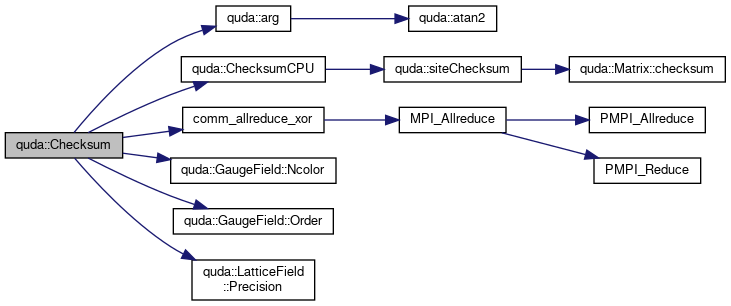 quda::Checksum
quda::arg
quda::atan2
quda::ChecksumCPU
quda::siteChecksum
quda::Matrix::checksum
comm_allreduce_xor
MPI_Allreduce
PMPI_Allreduce
PMPI_Reduce
quda::GaugeField::Ncolor
quda::GaugeField::Order
quda::LatticeField
::Precision